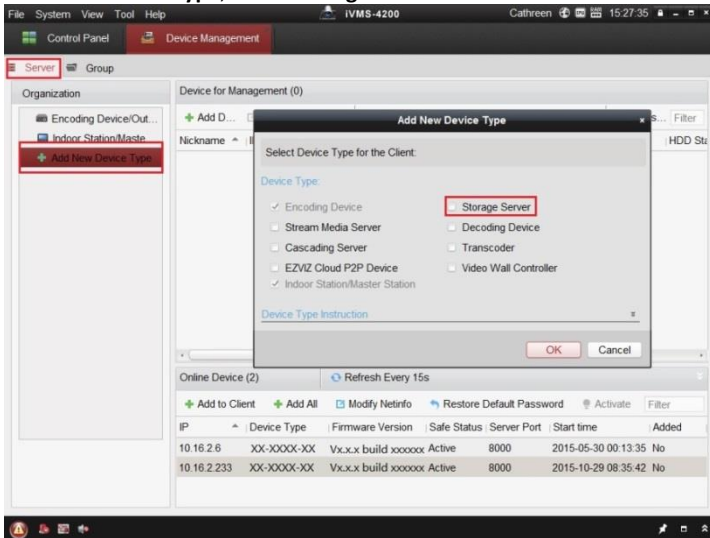 File System View Tool Help iVMS-4200 Cathreen 15:27:35
Control Panel Device Management
Server Group
Organization
Encoding Device/Out...
Indoor Station/Maste
Add New Device Type
Device for Management (0)
Add D... Filter
Nickname HDD Sta
Add New Device Type
Select Device Type for the Client:
Device Type:
Encoding Device Storage Server
Stream Media Server Decoding Device
Cascading Server Transcoder
EZVIZ Cloud P2P Device Video Wall Controller
Indoor Station/Master Station
Device Type Instruction
OK Cancel
Online Device (2) Refresh Every 15s
Add to Client Add All Modify Netinfo Restore Default Password Activate Filter
IP Device Type Firmware Version Safe Status Server Port Start time Added
10.16.2.6 XX-XXXX-XX Vx.x.x build xxxxxx Active 8000 2015-05-30 00:13:35 No
10.16.2.233 XX-XXXX-XX Vx.x.x build xxxxxx Active 8000 2015-10-29 08:35:42 No